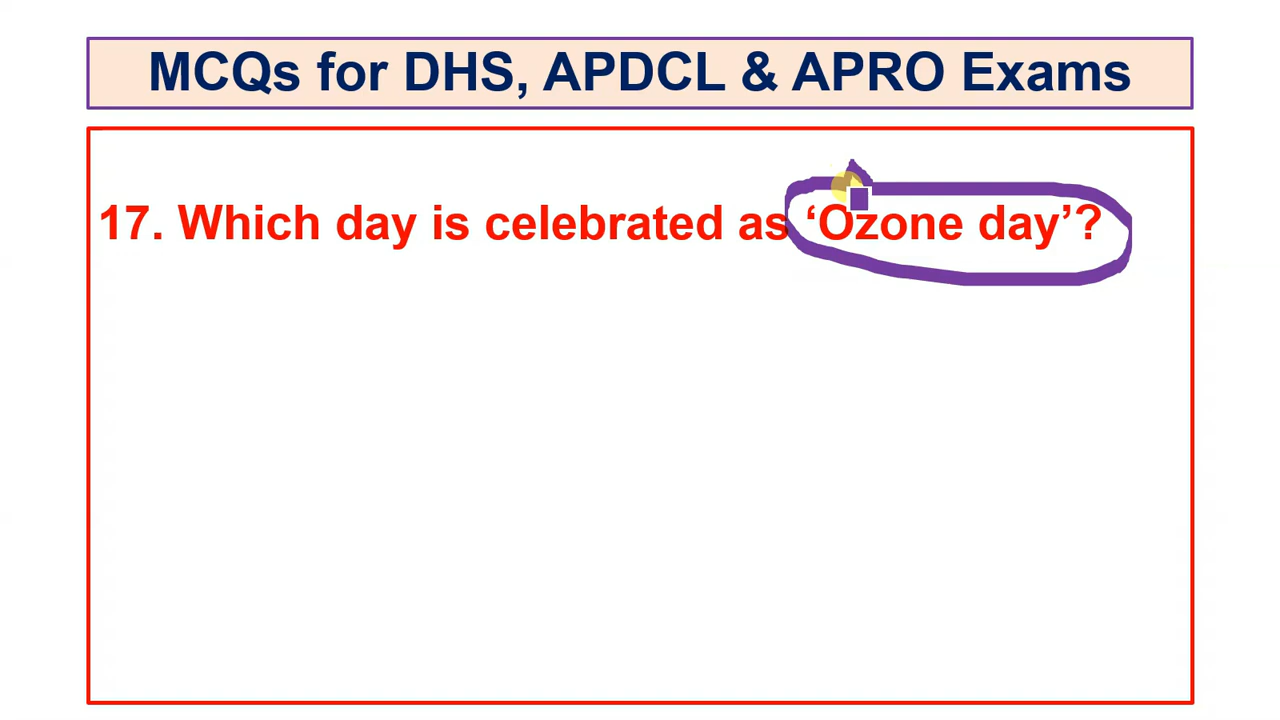 MCQs for DHS, APDCL & APRO Exams
17. Which day is celebrated as ‘Ozone day’?